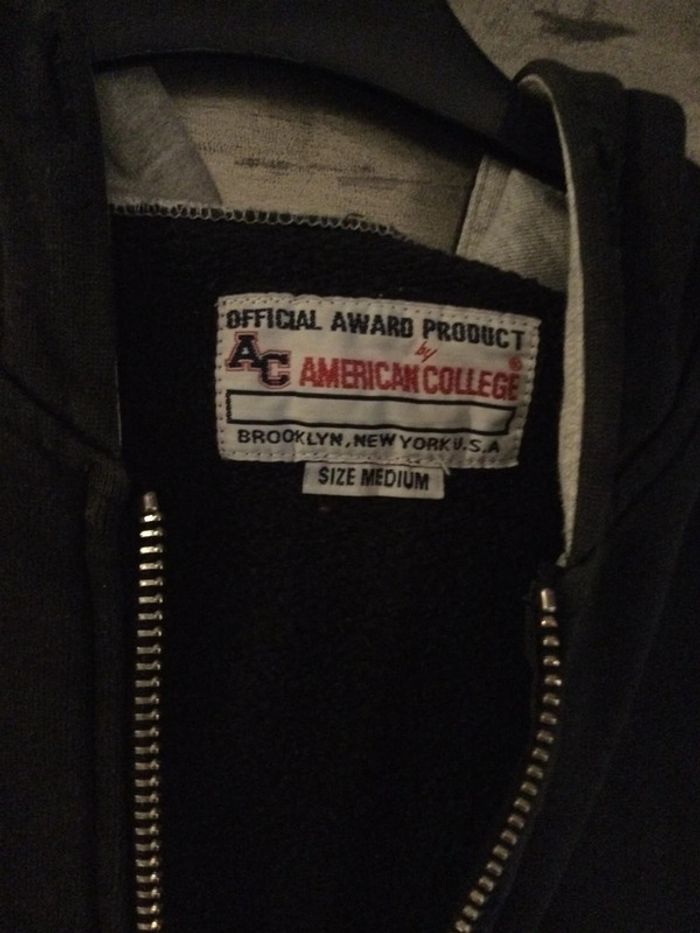 OFFICIAL AWARD PRODUCT
by
AC AMERICAN COLLEGE®
BROOKLYN, NEW YORK U.S.A
SIZE MEDIUM